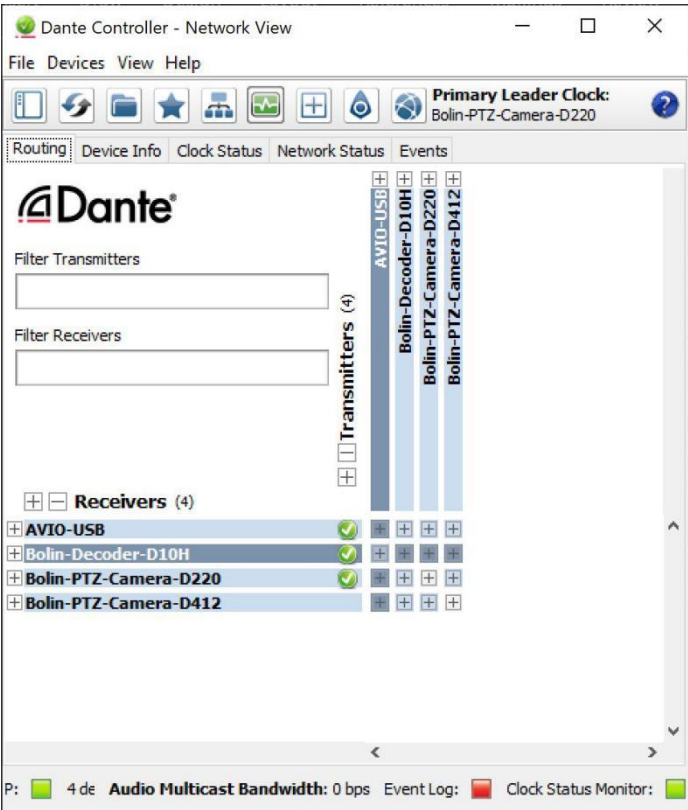 Dante Controller - Network View
File Devices View Help
Primary Leader Clock:
Bolin-PTZ-Camera-D220
Routing Device Info Clock Status Network Status Events
Dante®
Filter Transmitters
Filter Receivers
Transmitters (4)
AVIO-USB
Bolin-Decoder-D10H
Bolin-PTZ-Camera-D220
Bolin-PTZ-Camera-D412
Receivers (4)
AVIO-USB
Bolin-Decoder-D10H
Bolin-PTZ-Camera-D220
Bolin-PTZ-Camera-D412
P: 4 de Audio Multicast Bandwidth: 0 bps Event Log: Clock Status Monitor: